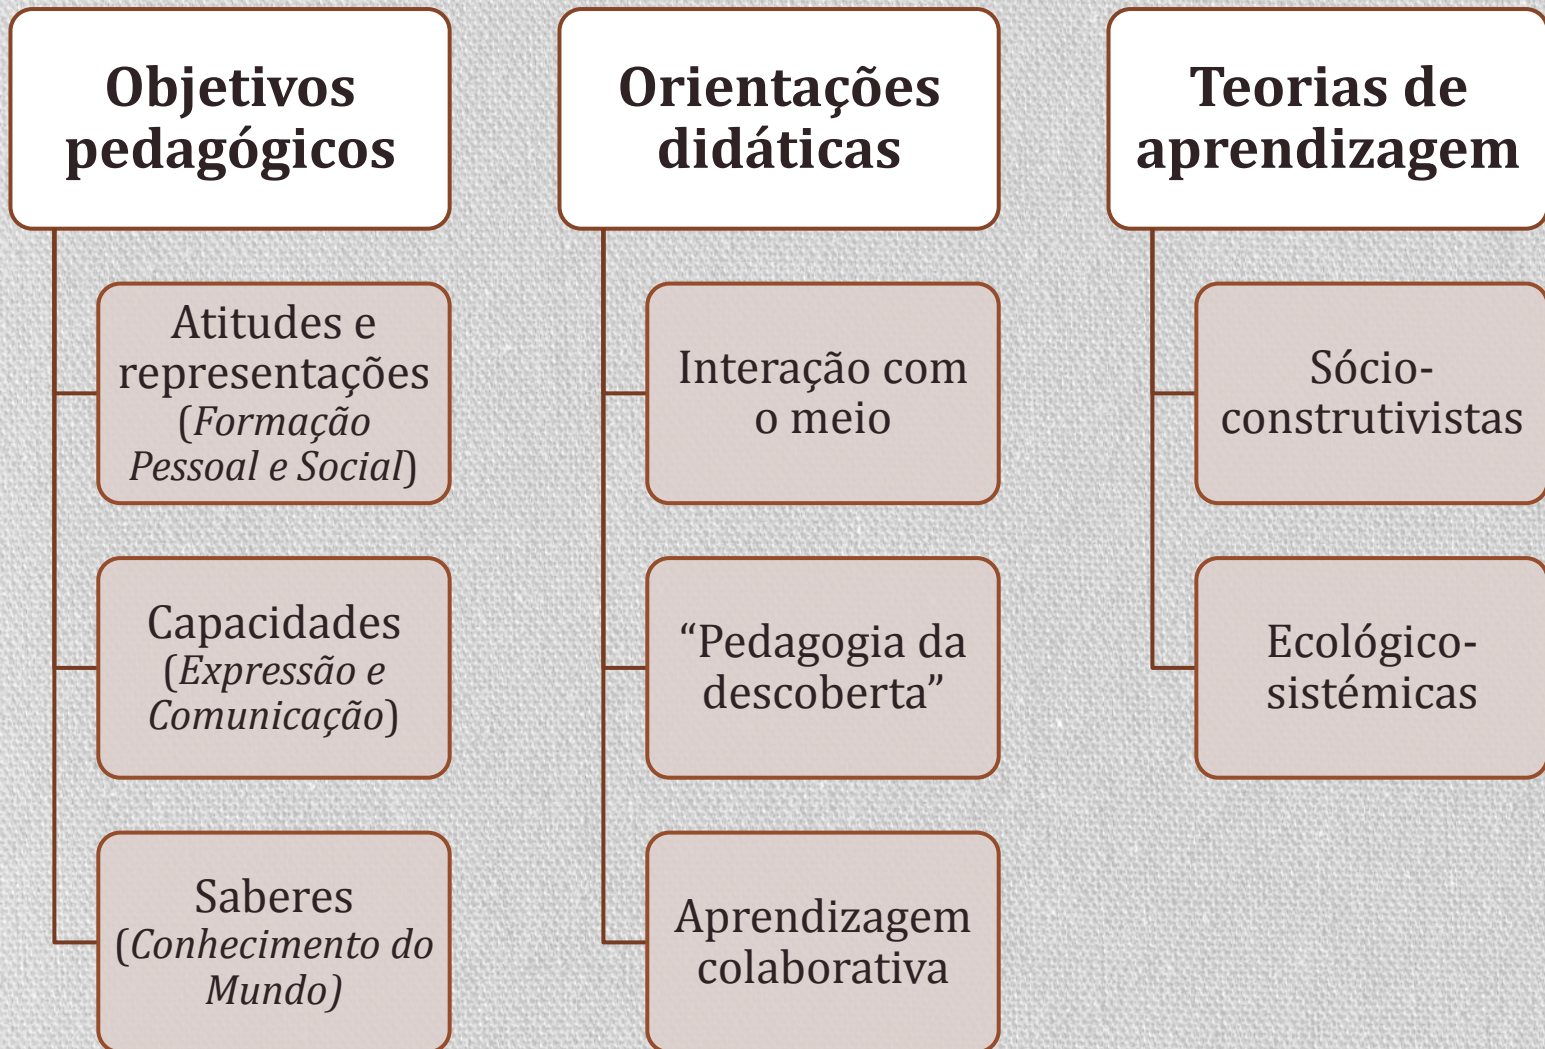 Objetivos
pedagógicos
Atitudes e
representações
(Formação
Pessoal e Social)
Capacidades
(Expressão e
Comunicação)
Saberes
(Conhecimento do
Mundo)
Orientações
didáticas
Interação com
o meio
“Pedagogia da
descoberta”
Aprendizagem
colaborativa
Teorias de
aprendizagem
Sócio-
construtivistas
Ecológico-
sistémicas